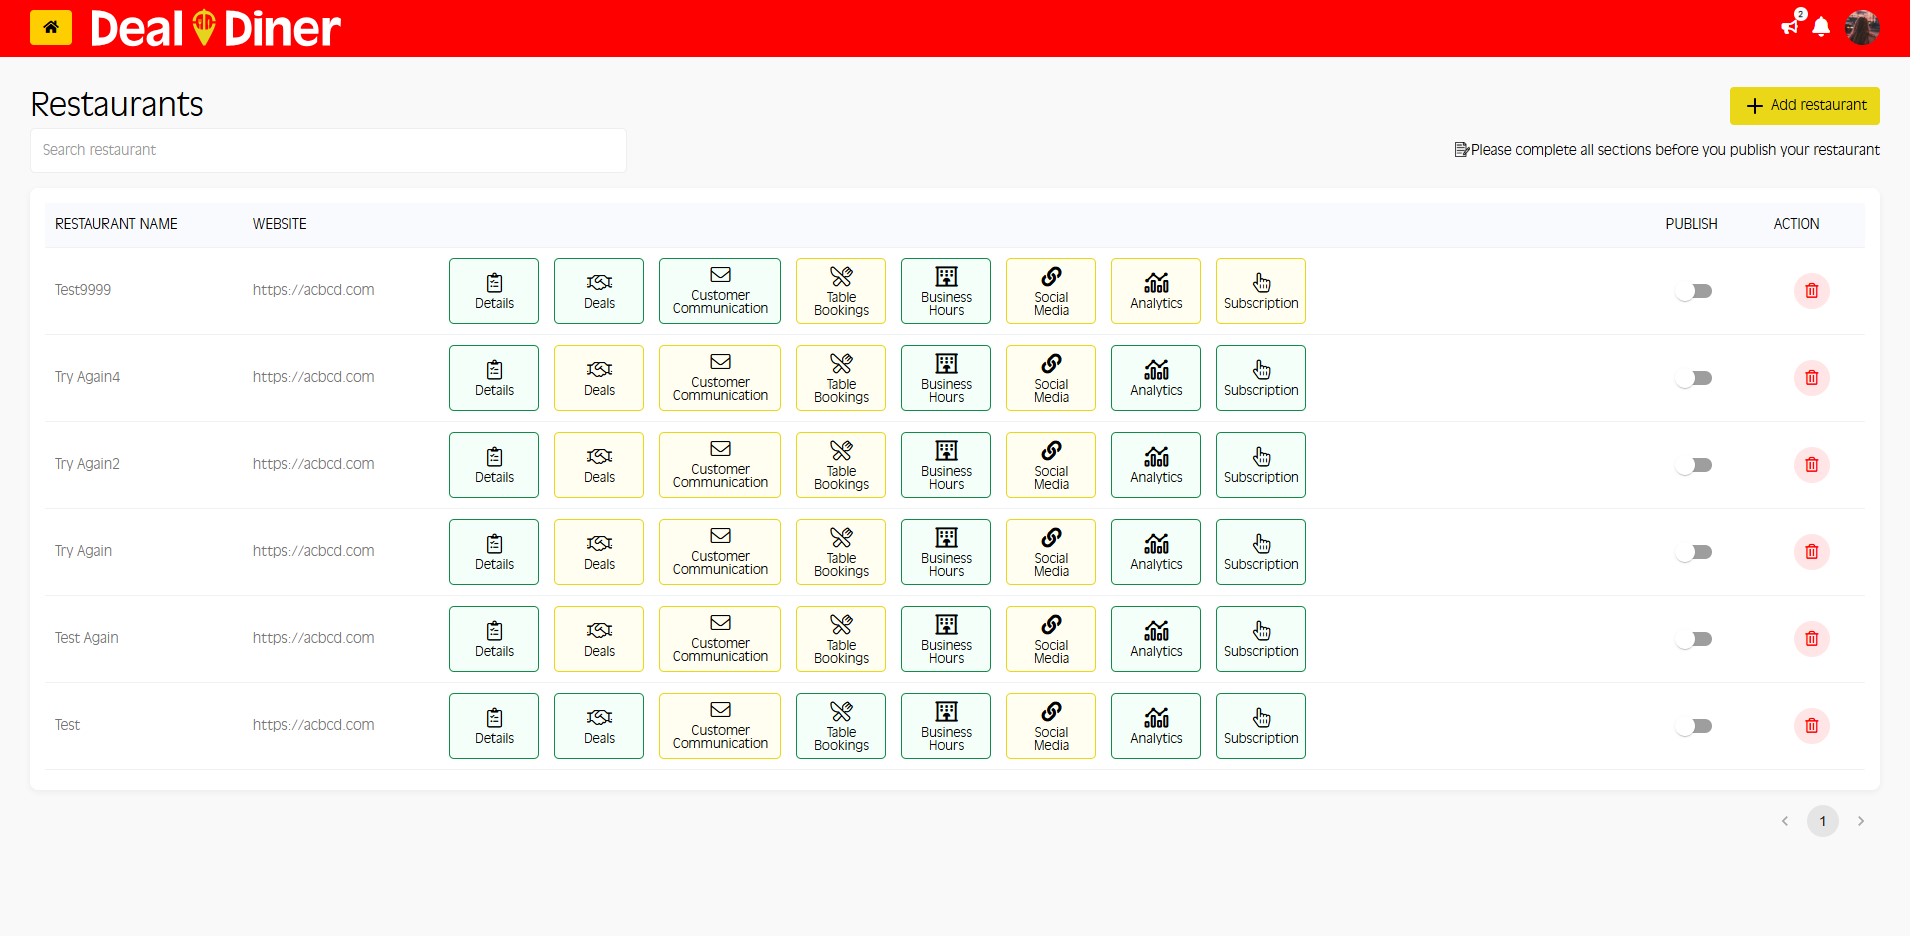 Deal Diner
2
Restaurants
Add restaurant
Search restaurant
Please complete all sections before you publish your restaurant
RESTAURANT NAME WEBSITE PUBLISH ACTION
Test9999 https://acbcd.com Details Deals Customer Communication Table Bookings Business Hours Social Media Analytics Subscription
Try Again4 https://acbcd.com Details Deals Customer Communication Table Bookings Business Hours Social Media Analytics Subscription
Try Again2 https://acbcd.com Details Deals Customer Communication Table Bookings Business Hours Social Media Analytics Subscription
Try Again https://acbcd.com Details Deals Customer Communication Table Bookings Business Hours Social Media Analytics Subscription
Test Again https://acbcd.com Details Deals Customer Communication Table Bookings Business Hours Social Media Analytics Subscription
Test https://acbcd.com Details Deals Customer Communication Table Bookings Business Hours Social Media Analytics Subscription
1